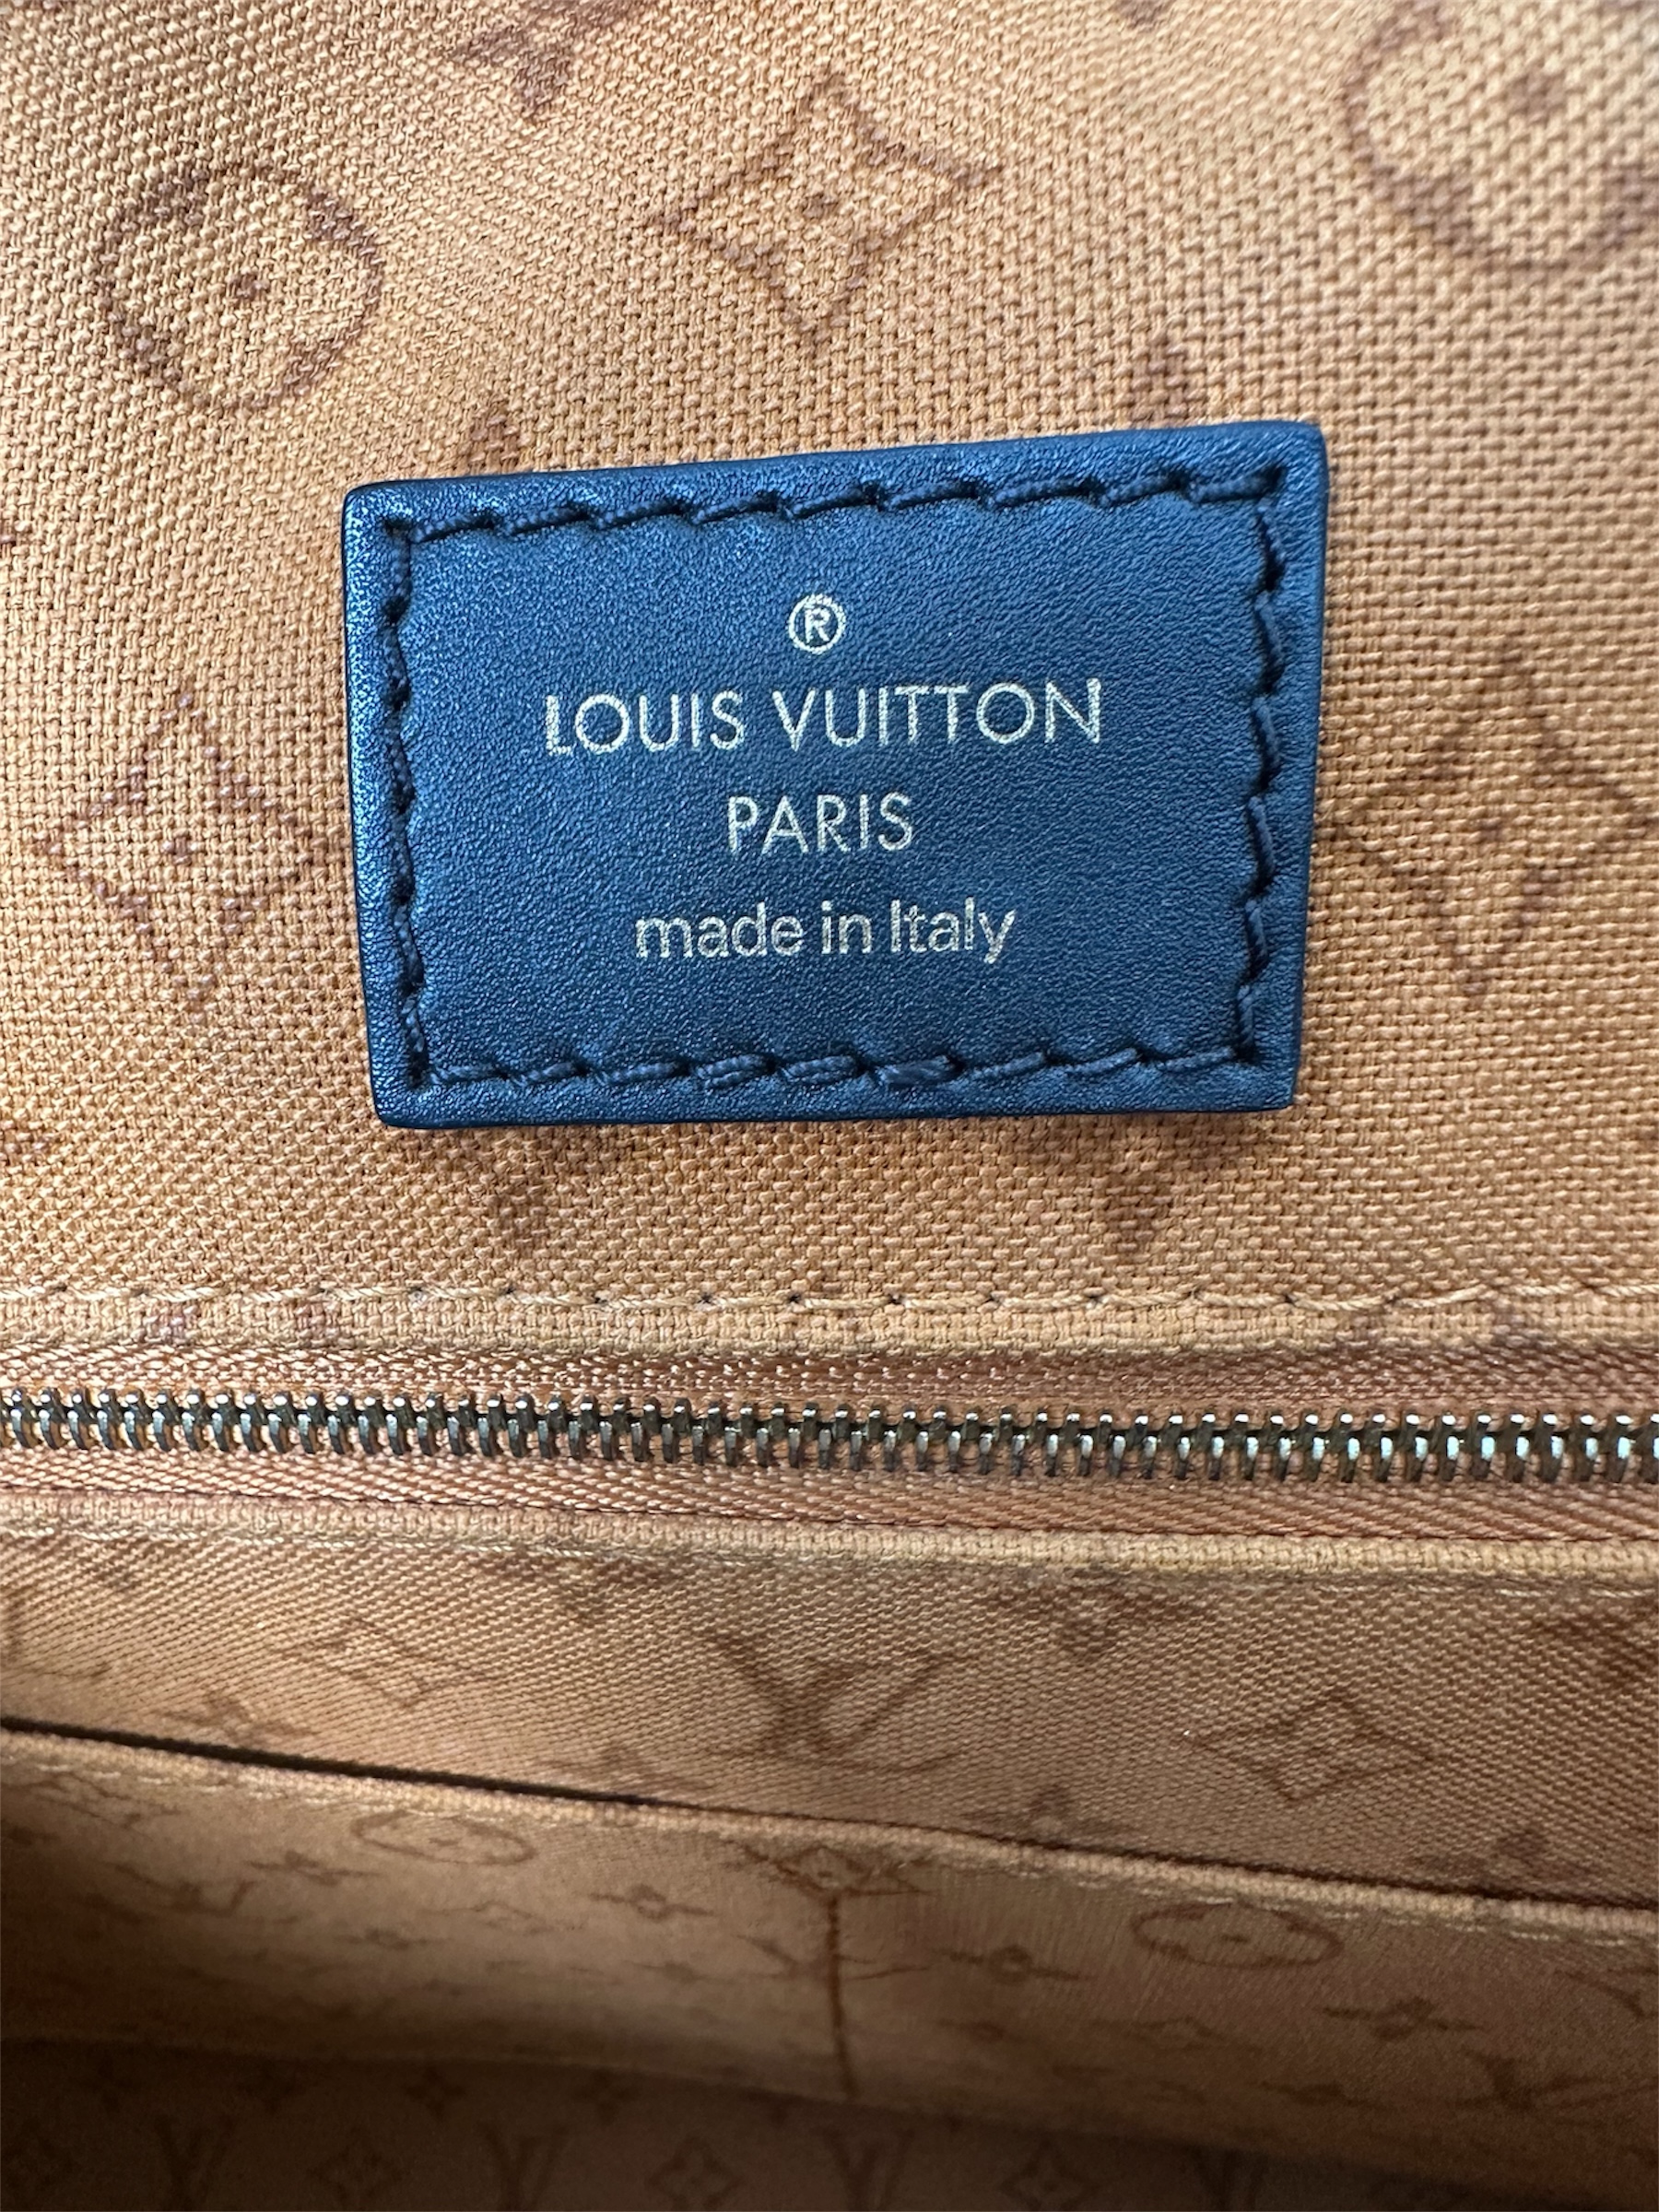 ®
LOUIS VUITTON
PARIS
made in Italy